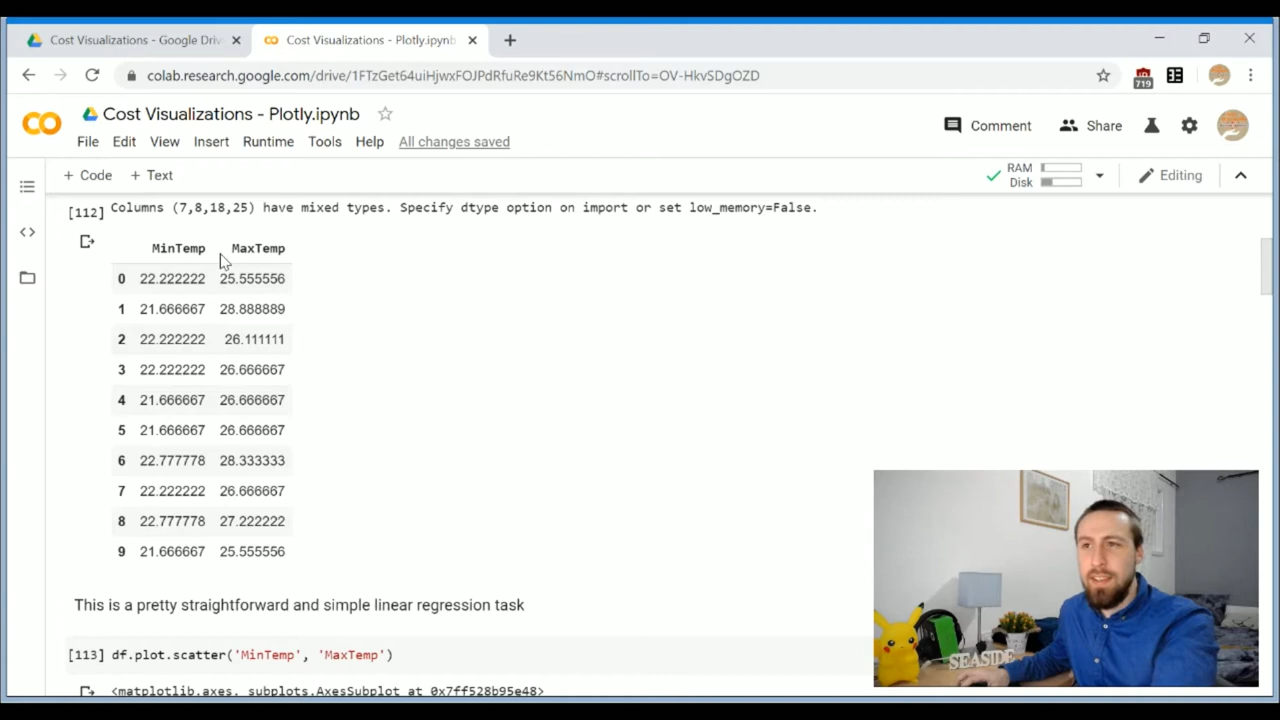 Cost Visualizations - Google Driv
Cost Visualizations - Plotly.ipynb
colab.research.google.com/drive/1FTzGet64uiHjwxFOJPdRfuRe9Kt56NmO#scrollTo=OV-HkvSDgOZD
719
Cost Visualizations - Plotly.ipynb
Comment Share
File Edit View Insert Runtime Tools Help All changes saved
+ Code + Text
RAM
Disk
Editing
[112] Columns (7,8,18,25) have mixed types. Specify dtype option on import or set low_memory=False.
MinTemp MaxTemp
0 22.222222 25.555556
1 21.666667 28.888889
2 22.222222 26.111111
3 22.222222 26.666667
4 21.666667 26.666667
5 21.666667 26.666667
6 22.777778 28.333333
7 22.222222 26.666667
8 22.777778 27.222222
9 21.666667 25.555556
This is a pretty straightforward and simple linear regression task
[113] df.plot.scatter('MinTemp', 'MaxTemp')
<matplotlib.axes._subplots.AxesSubplot at 0x7ff528b95e48>
SEASIDE